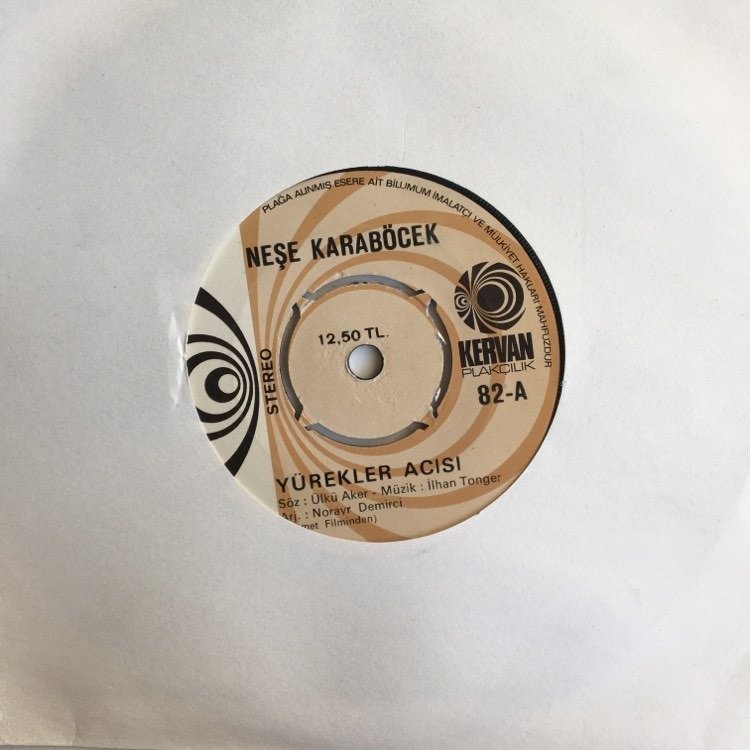 PLAĞA ALINMIŞ ESERE AİT BİLUMUM İMALATÇI VE MÜLKİYET HAKLARI MAHFUZDUR
NEŞE KARABÖCEK
12,50 TL.
KERVAN
PLAKÇILIK
STEREO
82-A
YÜREKLER ACISI
Söz : Ülkü Aker - Müzik : İlhan Tonger
Arj. : Norayr Demirci
Filminden)